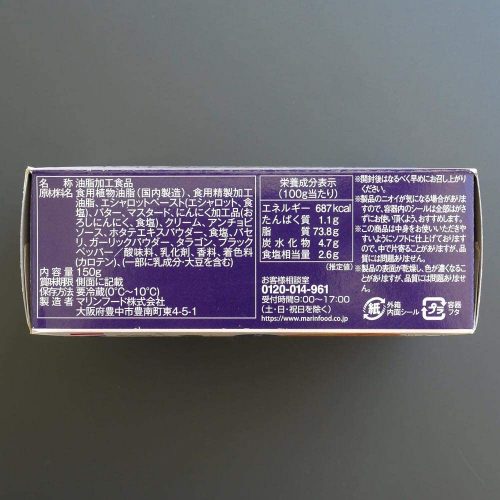 名 称 油脂加工食品
原材料名 食用植物油脂(国内製造)、食用精製加工
油脂、エシャロットペースト(エシャロット、食
塩)、バター、マスタード、にんにく加工品(お
ろしにんにく、食塩)、クリーム、アンチョビ
ソース、ホタテエキスパウダー、食塩、パセ
リ、ガーリックパウダー、タラゴン、ブラック
ペッパー/酸味料、乳化剤、香料、着色料
(カロテン)、(一部に乳成分・大豆を含む)
内容量 150g
賞味期限 側面に記載
保存方法 要冷蔵(0℃~10℃)
製造者 マリンフード株式会社
大阪府豊中市豊南町東4-5-1
栄養成分表示
(100g当たり)
エネルギー 687kcal
たんぱく質 1.1g
脂質 73.8g
炭水化物 4.7g
食塩相当量 2.6g
(推定値)
お客様相談室
0120-014-961
受付時間9:00~17:00
(土・日・祝日を除く)
https://www.marinfood.co.jp
※開封後はなるべく早めにお召し上が
りください。
※製品のニオイが気になる場合がありま
すので、容器内のシールは全部はがさ
ずにお使い頂くよう、おすすめします。
※この商品は中身をお使いいただきや
すいようにソフトに仕上げております
ので、中で片寄ることがありますが、品
質には問題ありません。
※製品の表面が乾燥し、色が濃くなる
ことがありますが、品質には問題あり
ません。
紙 外箱
内面シール
プラ 容器
フタ